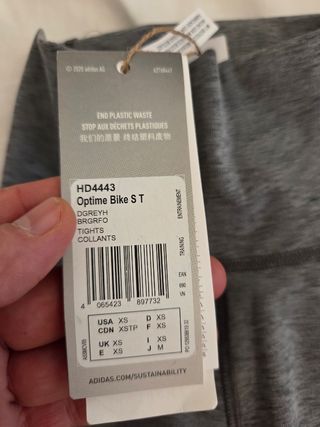 © 2020 adidas AG
END PLASTIC WASTE
STOP AUX DÉCHETS PLASTIQUES
我们的愿景 终结塑料废物
HD4443
Optime Bike S T
DGREYH
BRGRFO
TIGHTS
COLLANTS
TRAINING
ENTRAINEMENT
EAN
4 065423 897732
USA XS D XS
CDN XSTP F XS
UK XS I XS
E XS J M
ADIDAS.COM/SUSTAINABILITY